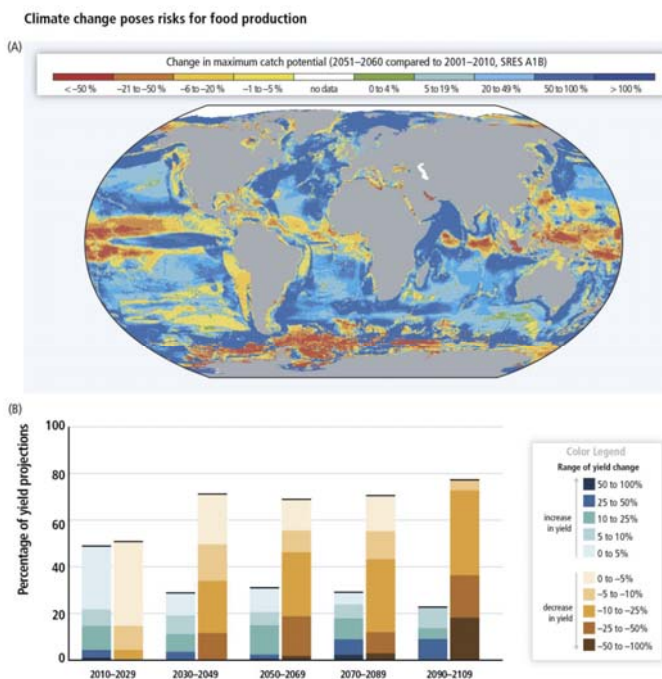 Climate change poses risks for food production
(A)
Change in maximum catch potential (2051–2060 compared to 2001–2010, SRES A1B)
< –50 % –21 to –50 % –6 to –20 % –1 to –5 % no data 0 to 4 % 5 to 19 % 20 to 49 % 50 to 100 % > 100 %
(B)
Percentage of yield projections
100
80
60
40
20
0
2010–2029 2030–2049 2050–2069 2070–2089 2090–2109
Color Legend
Range of yield change
increase
in yield
50 to 100%
25 to 50%
10 to 25%
5 to 10%
0 to 5%
decrease
in yield
0 to –5%
–5 to –10%
–10 to –25%
–25 to –50%
–50 to –100%